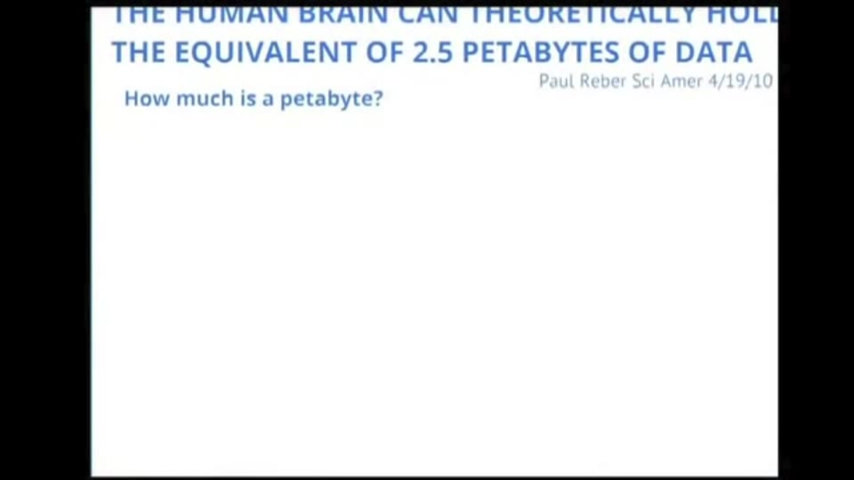 THE HUMAN BRAIN CAN THEORETICALLY HOLD
THE EQUIVALENT OF 2.5 PETABYTES OF DATA
Paul Reber Sci Amer 4/19/10
How much is a petabyte?